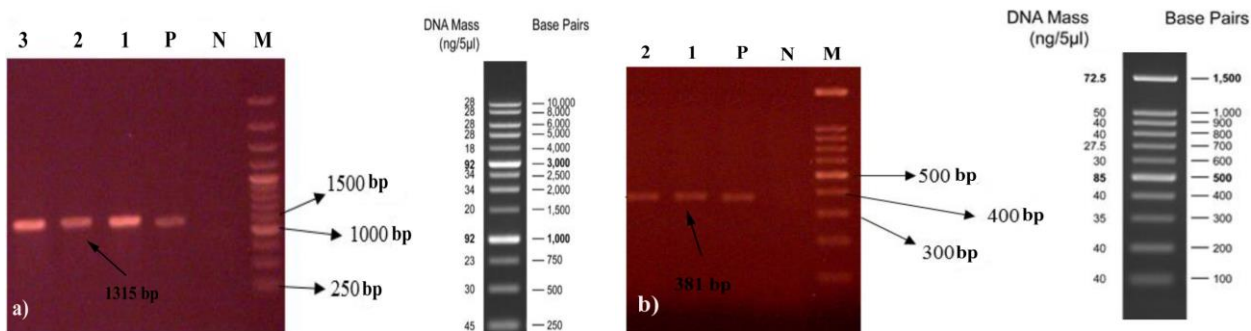 3 2 1 P N M
1500 bp
1000 bp
250 bp
1315 bp
a)
DNA Mass
(ng/5µl)
Base Pairs
28 10,000
28 8,000
28 6,000
28 5,000
18 4,000
92 3,000
34 2,500
34 2,000
20 1,500
92 1,000
23 750
30 500
45 250
2 1 P N M
500 bp
400 bp
300 bp
381 bp
b)
DNA Mass
(ng/5µl)
Base Pairs
72.5 1,500
50 1,000
40 900
40 800
27.5 700
30 600
85 500
40 400
35 300
40 200
40 100